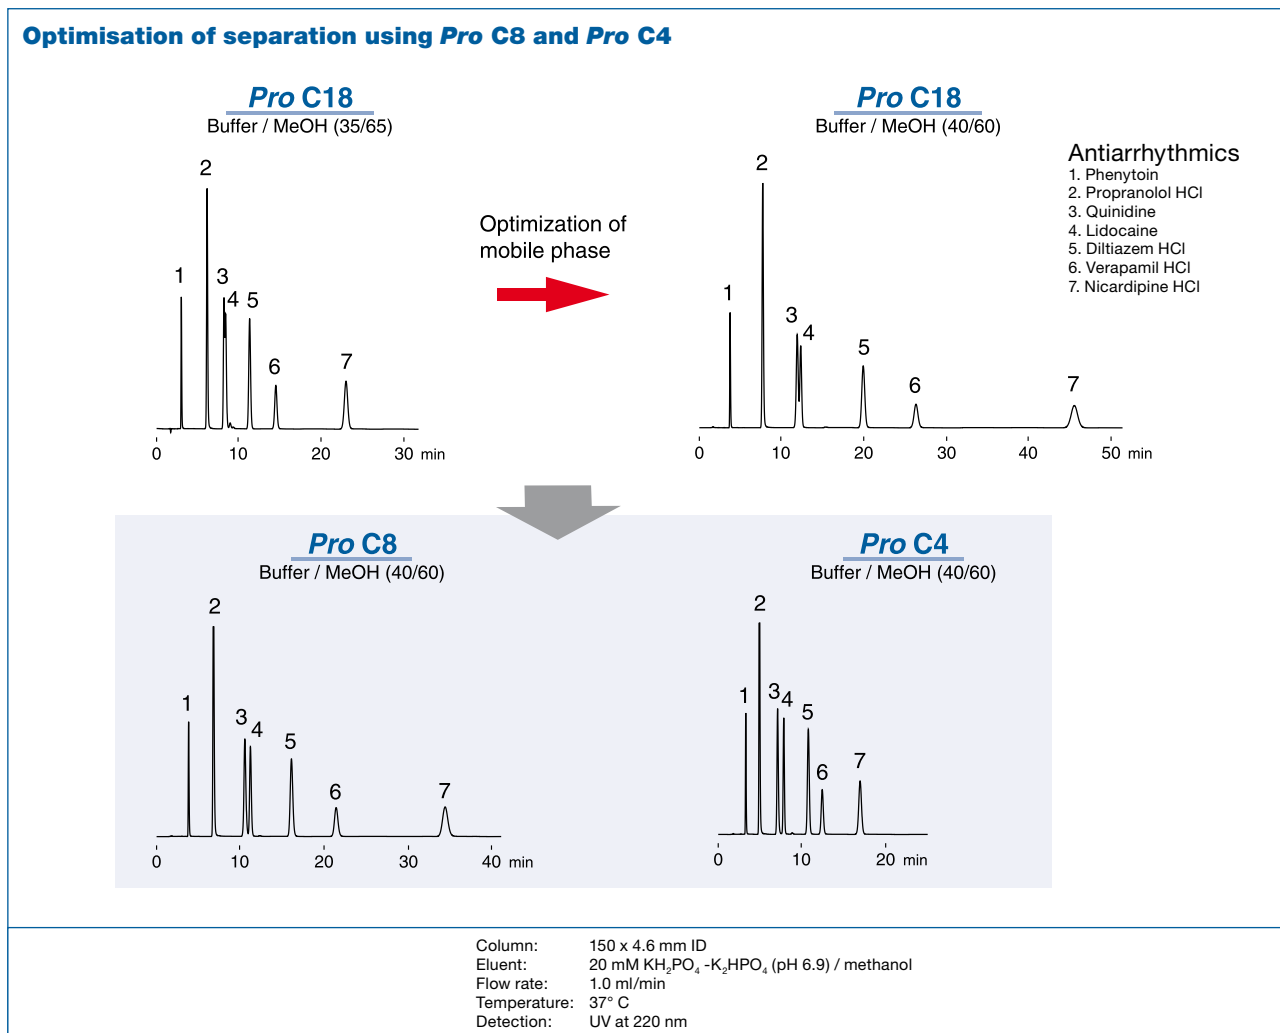 Optimisation of separation using Pro C8 and Pro C4
Pro C18
Buffer / MeOH (35/65)
1
2
3
4
5
6
7
0
10
20
30 min
Optimization of
mobile phase
Pro C18
Buffer / MeOH (40/60)
1
2
3
4
5
6
7
0
10
20
30
40
50 min
Antiarrhythmics
1. Phenytoin
2. Propranolol HCl
3. Quinidine
4. Lidocaine
5. Diltiazem HCl
6. Verapamil HCl
7. Nicardipine HCl
Pro C8
Buffer / MeOH (40/60)
1
2
3
4
5
6
7
0
10
20
30
40 min
Pro C4
Buffer / MeOH (40/60)
1
2
3
4
5
6
7
0
10
20 min
Column: 150 x 4.6 mm ID
Eluent: 20 mM KH₂PO₄ -K₂HPO₄ (pH 6.9) / methanol
Flow rate: 1.0 ml/min
Temperature: 37° C
Detection: UV at 220 nm